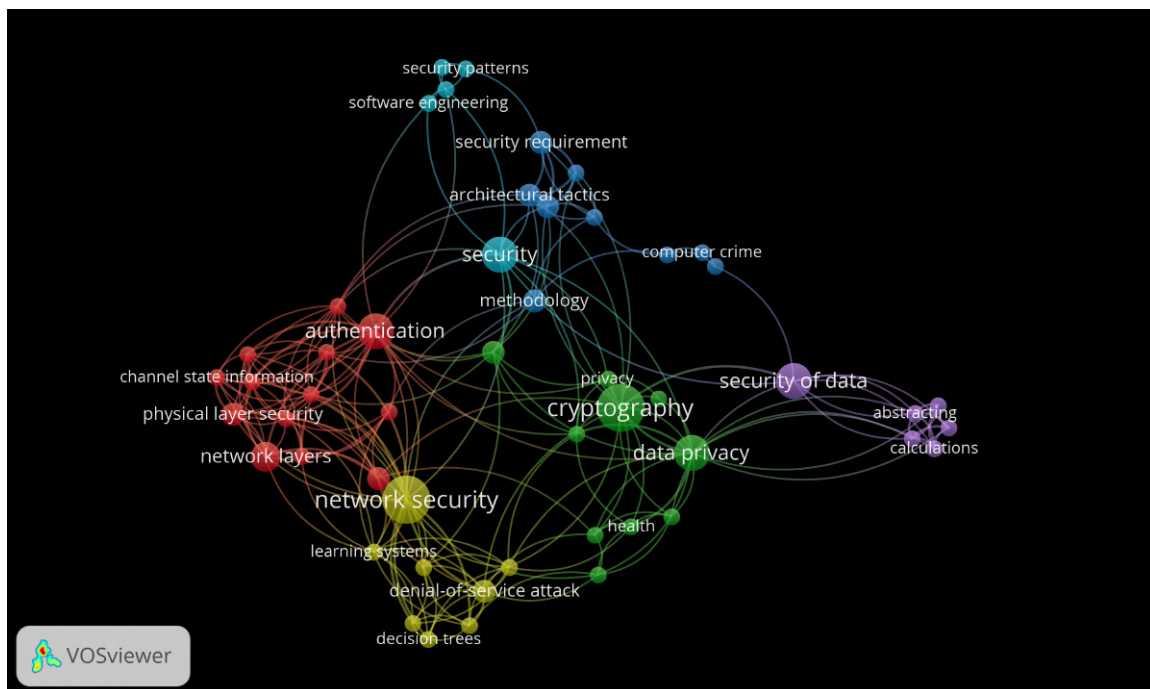 security patterns
software engineering
security requirement
architectural tactics
security
computer crime
methodology
authentication
channel state information
privacy
security of data
cryptography
physical layer security
abstracting
network layers
data privacy
calculations
network security
health
learning systems
denial-of-service attack
decision trees
VOSviewer